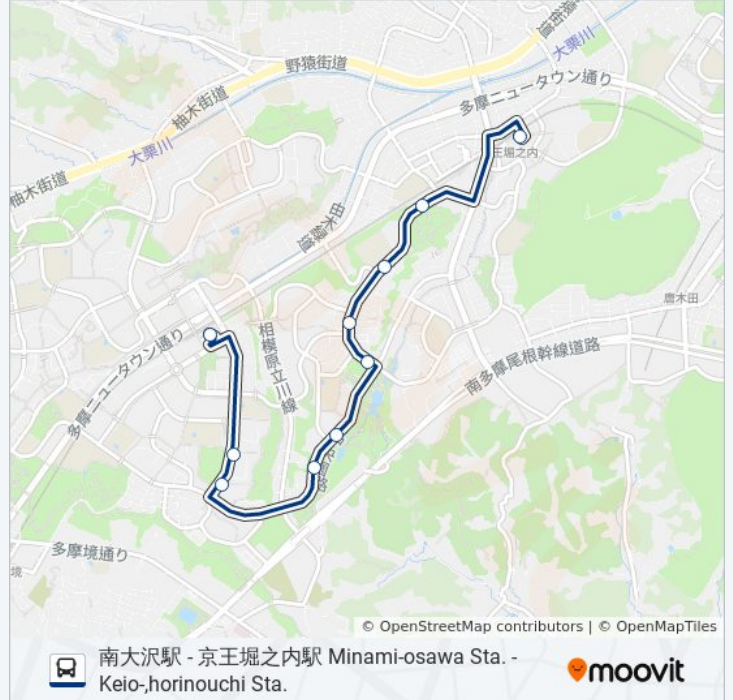 野猿街道
大栗川
多摩ニュータウン通り
柚木街道
大栗川
王堀之内
柚木街道
由木緑道
唐木田
相模原立川線
多摩ニュータウン通り
南多摩尾根幹線道路
多摩境通り
境
© OpenStreetMap contributors | © OpenMapTiles
南大沢駅 - 京王堀之内駅 Minami-osawa Sta. -
Keio-,horinouchi Sta.
moovit